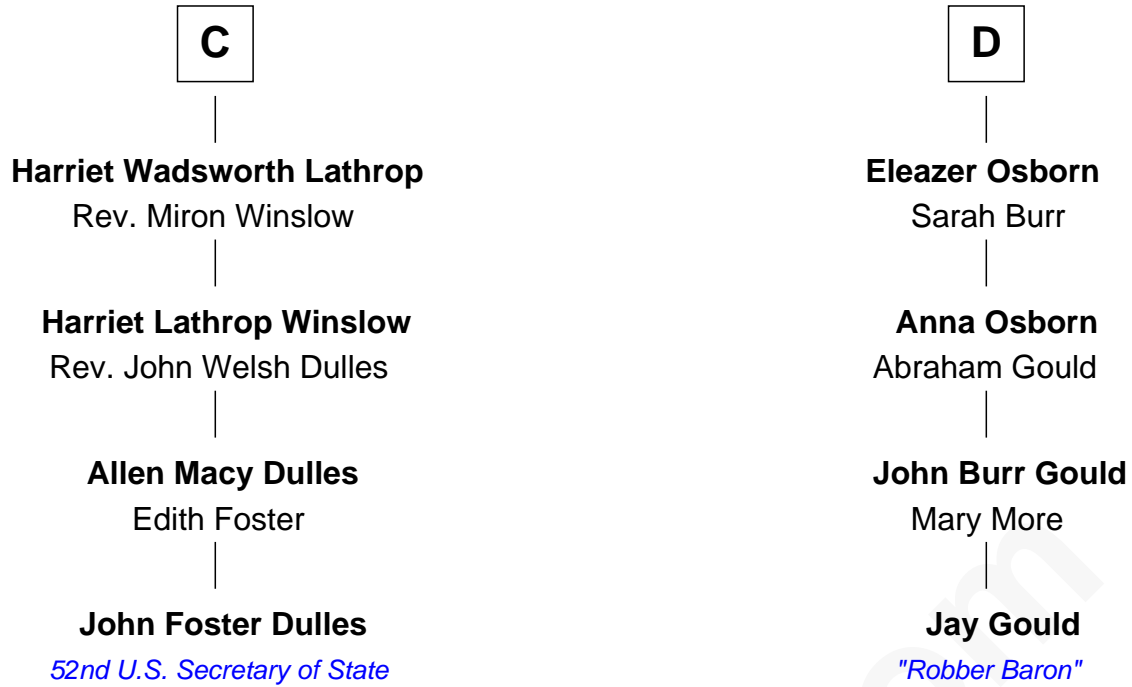 C
Harriet Wadsworth Lathrop
Rev. Miron Winslow
Harriet Lathrop Winslow
Rev. John Welsh Dulles
Allen Macy Dulles
Edith Foster
John Foster Dulles
52nd U.S. Secretary of State
D
Eleazer Osborn
Sarah Burr
Anna Osborn
Abraham Gould
John Burr Gould
Mary More
Jay Gould
"Robber Baron"